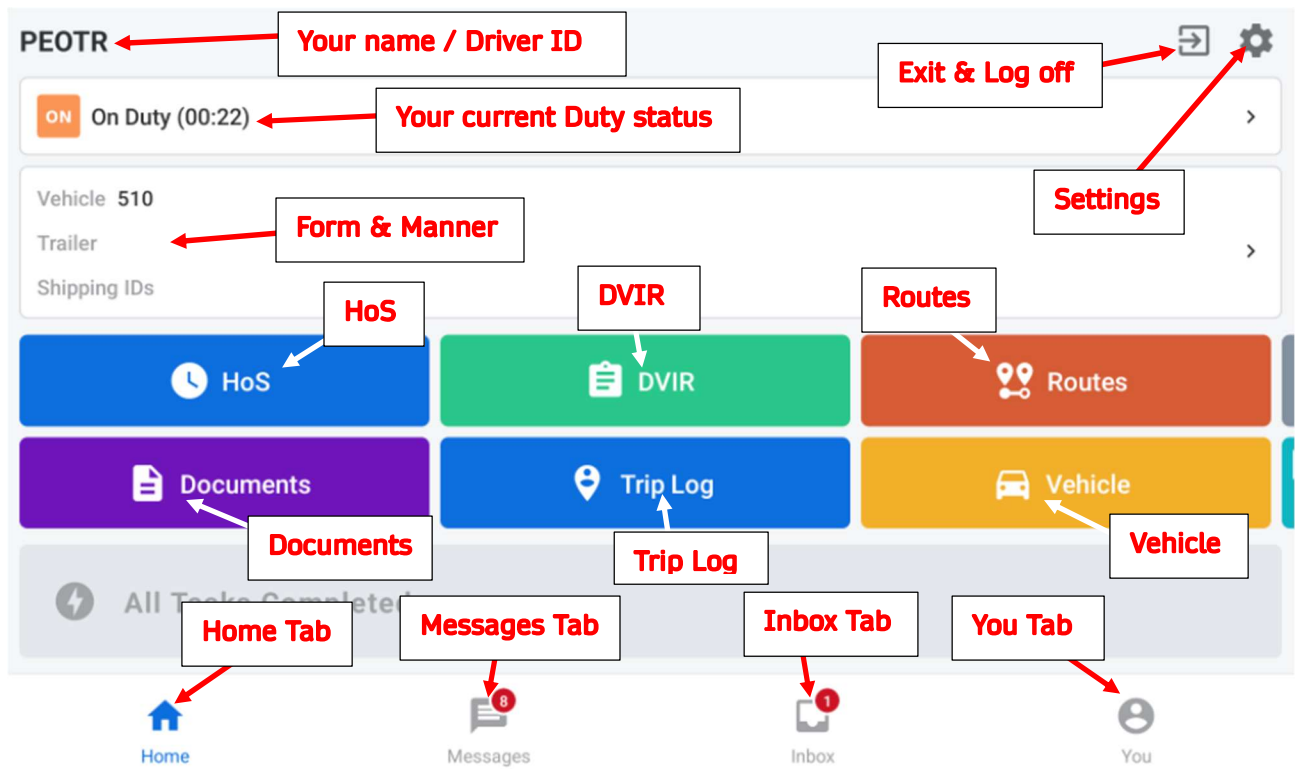 PEOTR
Your name / Driver ID
Exit & Log off
ON On Duty (00:22)
Your current Duty status
Settings
Vehicle 510
Trailer
Form & Manner
Shipping IDs
HoS
DVIR
Routes
HoS
DVIR
Routes
Documents
Trip Log
Vehicle
Documents
Trip Log
Vehicle
All Tasks Completed
Home Tab
Messages Tab
Inbox Tab
You Tab
8
1
Home
Messages
Inbox
You